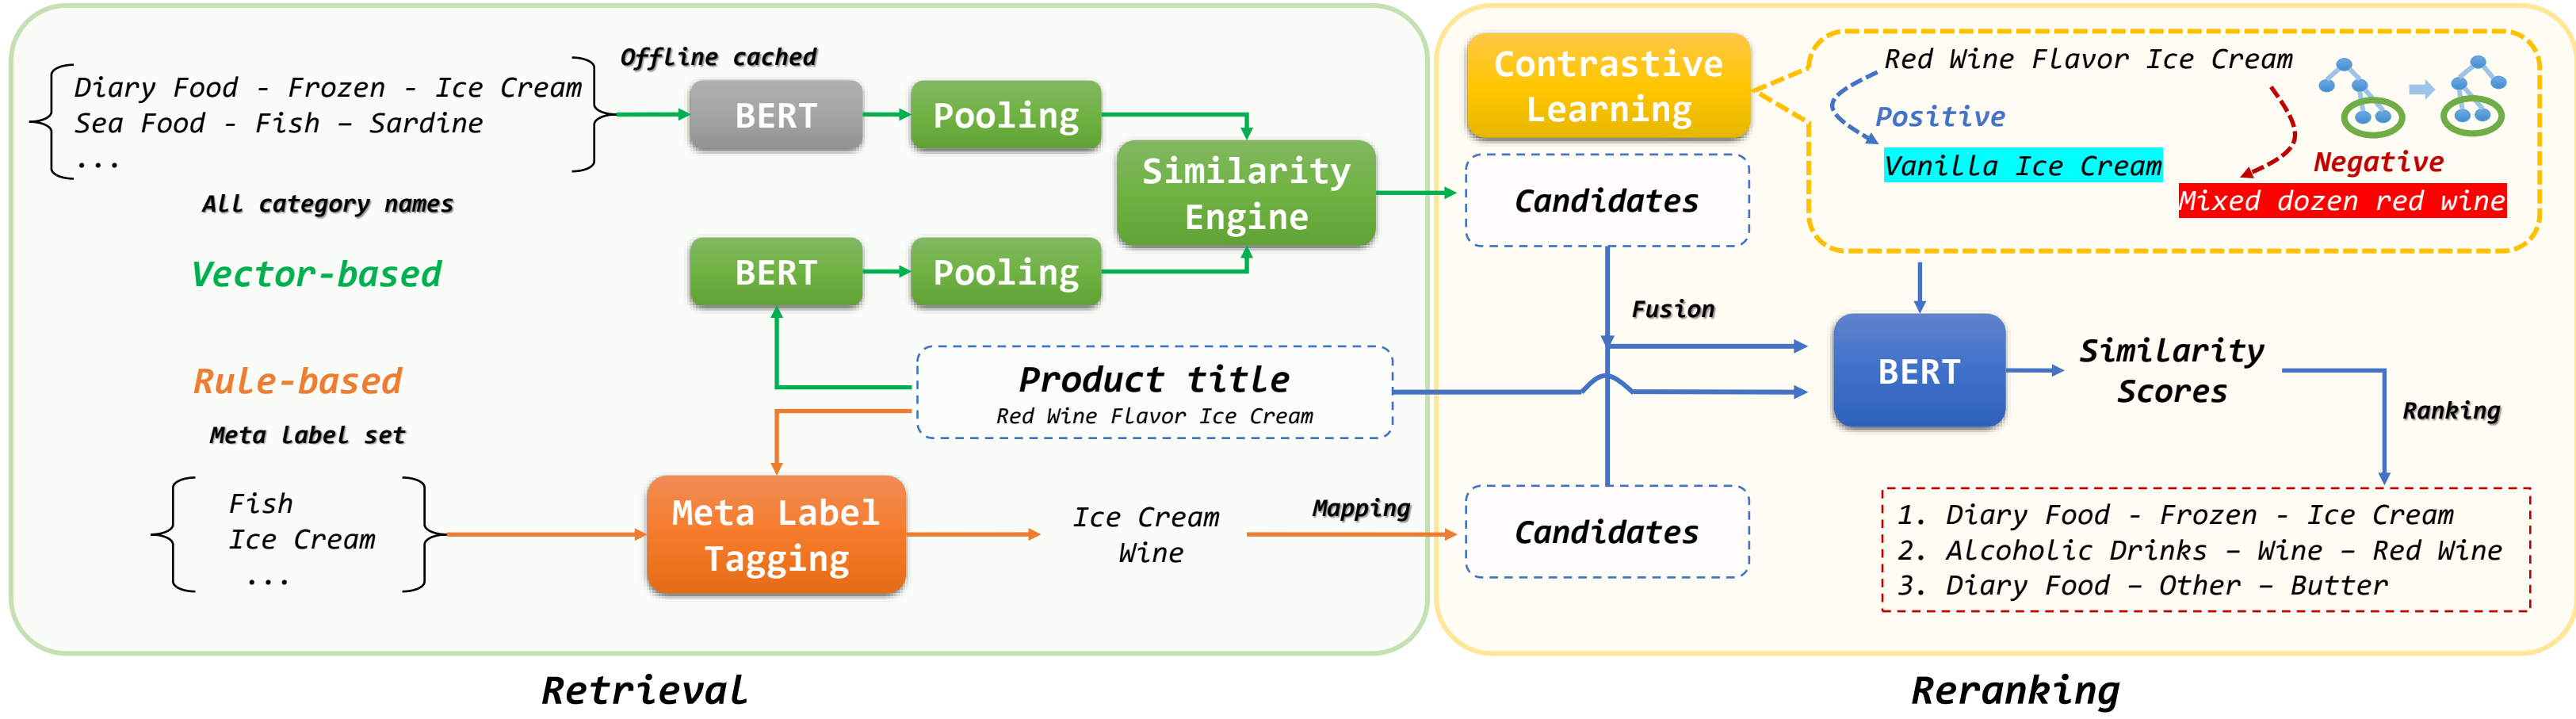 Offline cached
Diary Food - Frozen - Ice Cream
Sea Food - Fish – Sardine
...
All category names
BERT
Pooling
Similarity
Engine
Vector-based
BERT
Pooling
Rule-based
Product title
Red Wine Flavor Ice Cream
Meta label set
Fish
Ice Cream
...
Meta Label
Tagging
Ice Cream
Wine
Mapping
Retrieval
Contrastive
Learning
Red Wine Flavor Ice Cream
Positive
Vanilla Ice Cream
Negative
Mixed dozen red wine
Candidates
Fusion
BERT
Similarity
Scores
Ranking
Candidates
1. Diary Food - Frozen - Ice Cream
2. Alcoholic Drinks – Wine – Red Wine
3. Diary Food – Other – Butter
Reranking